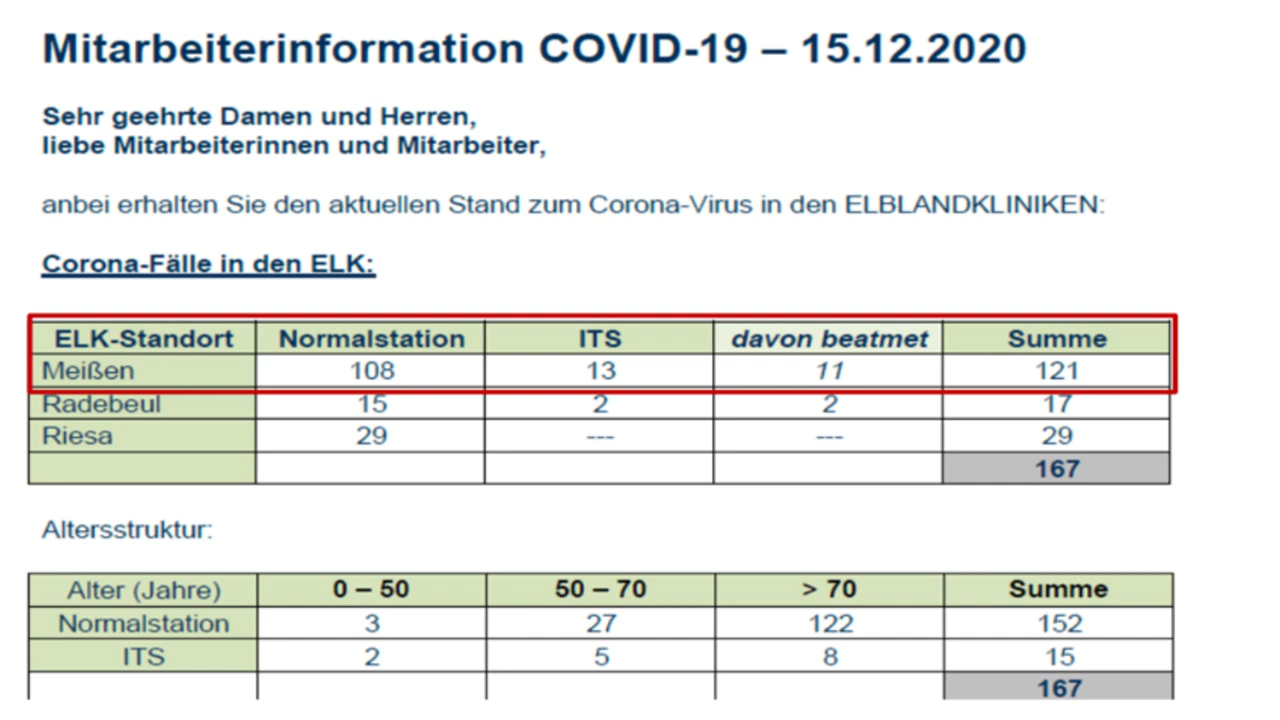 Mitarbeiterinformation COVID-19 – 15.12.2020
Sehr geehrte Damen und Herren,
liebe Mitarbeiterinnen und Mitarbeiter,
anbei erhalten Sie den aktuellen Stand zum Corona-Virus in den ELBLANDKLINIKEN:
Corona-Fälle in den ELK:
ELK-Standort Normalstation ITS davon beatmet Summe
Meißen 108 13 11 121
Radebeul 15 2 2 17
Riesa 29 --- --- 29
167
Altersstruktur:
Alter (Jahre) 0 – 50 50 – 70 > 70 Summe
Normalstation 3 27 122 152
ITS 2 5 8 15
167